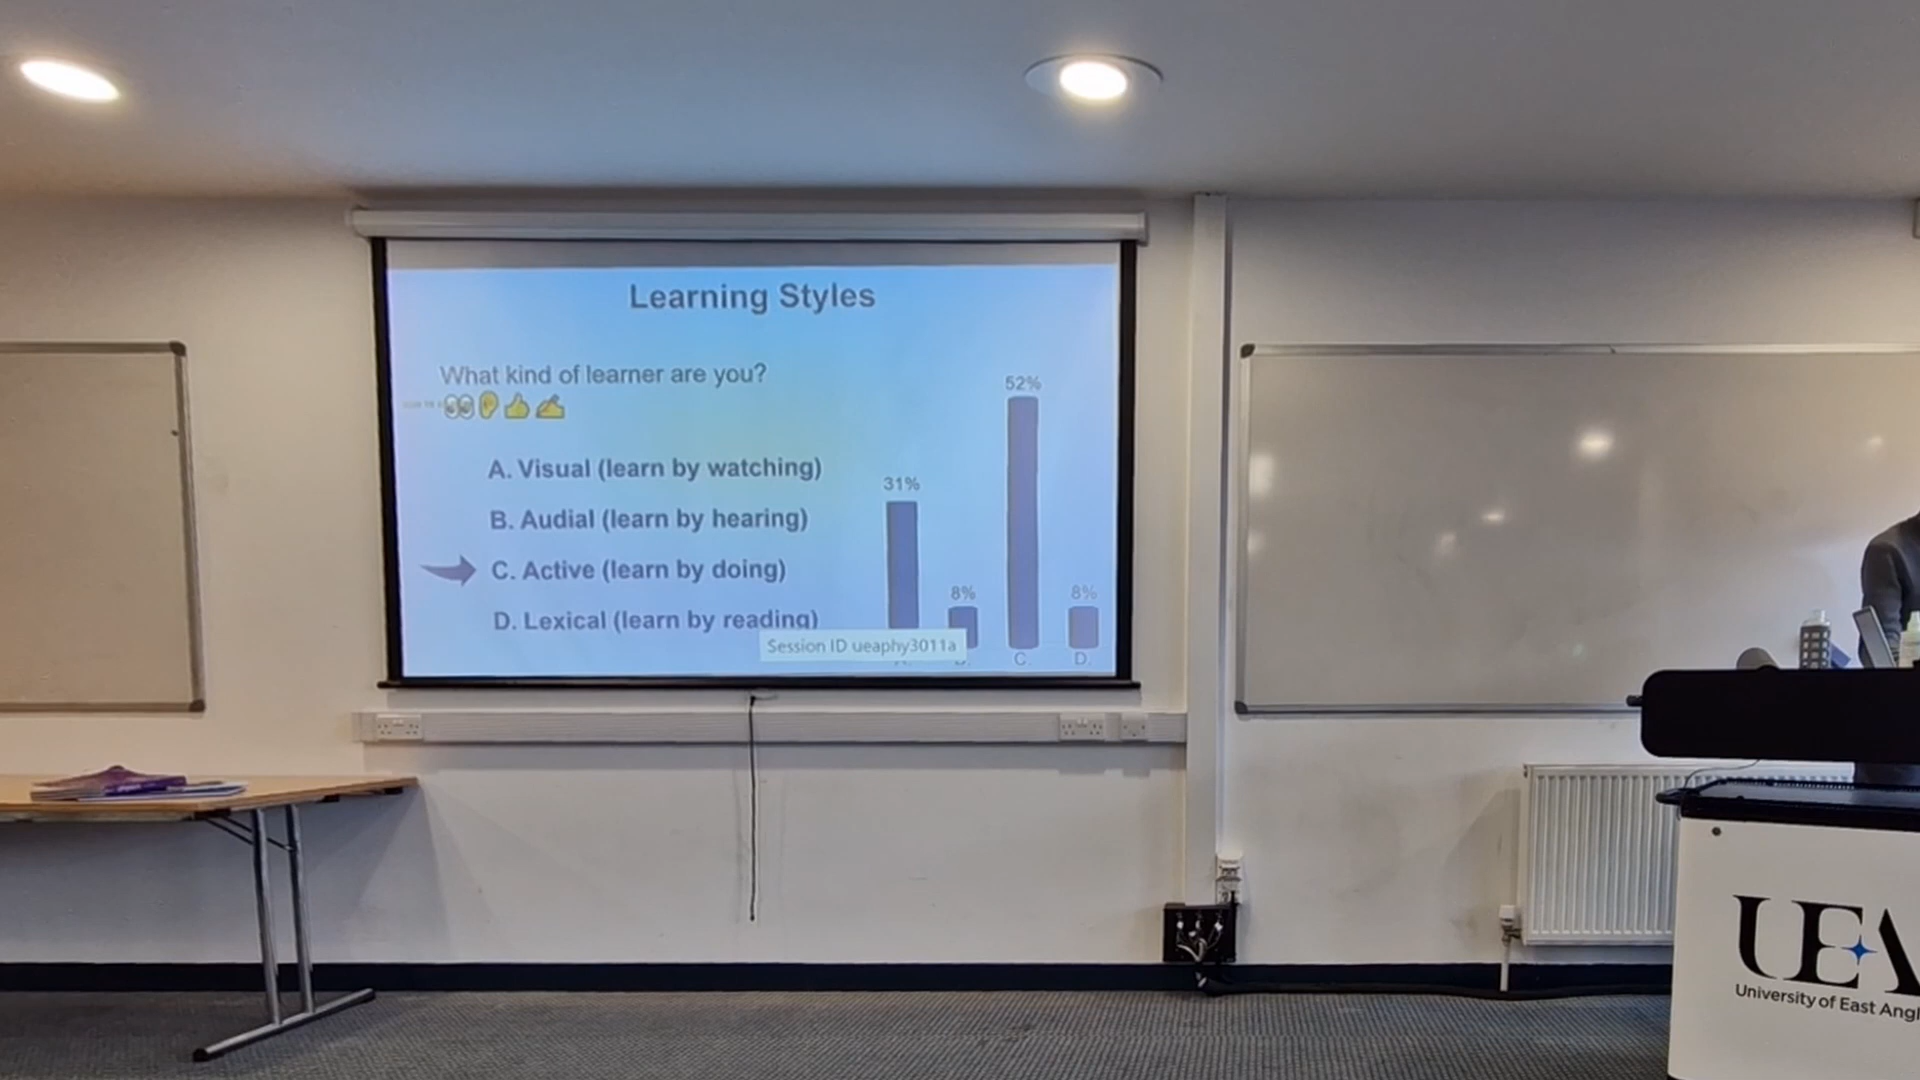 Learning Styles
What kind of learner are you?
A. Visual (learn by watching)
B. Audial (learn by hearing)
C. Active (learn by doing)
D. Lexical (learn by reading)
31%
8%
52%
8%
C.
D.
Session ID ueaphy3011a
UEA
University of East Angl